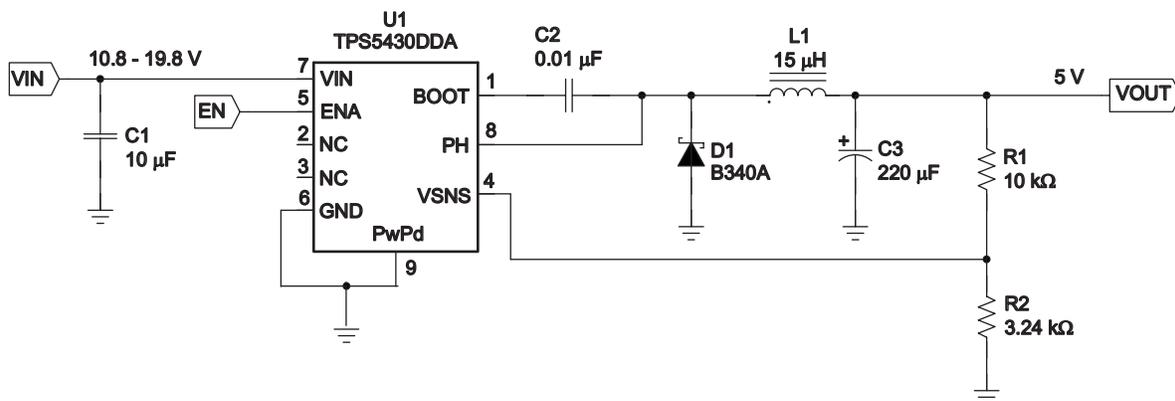 U1
TPS5430DDA
VIN
10.8 - 19.8 V
EN
C1
10 μF
7
VIN
5
ENA
2
NC
3
NC
6
GND
BOOT
1
PH
8
VSNS
4
PwPd
9
C2
0.01 μF
L1
15 μH
5 V
VOUT
D1
B340A
+
C3
220 μF
R1
10 kΩ
R2
3.24 kΩ